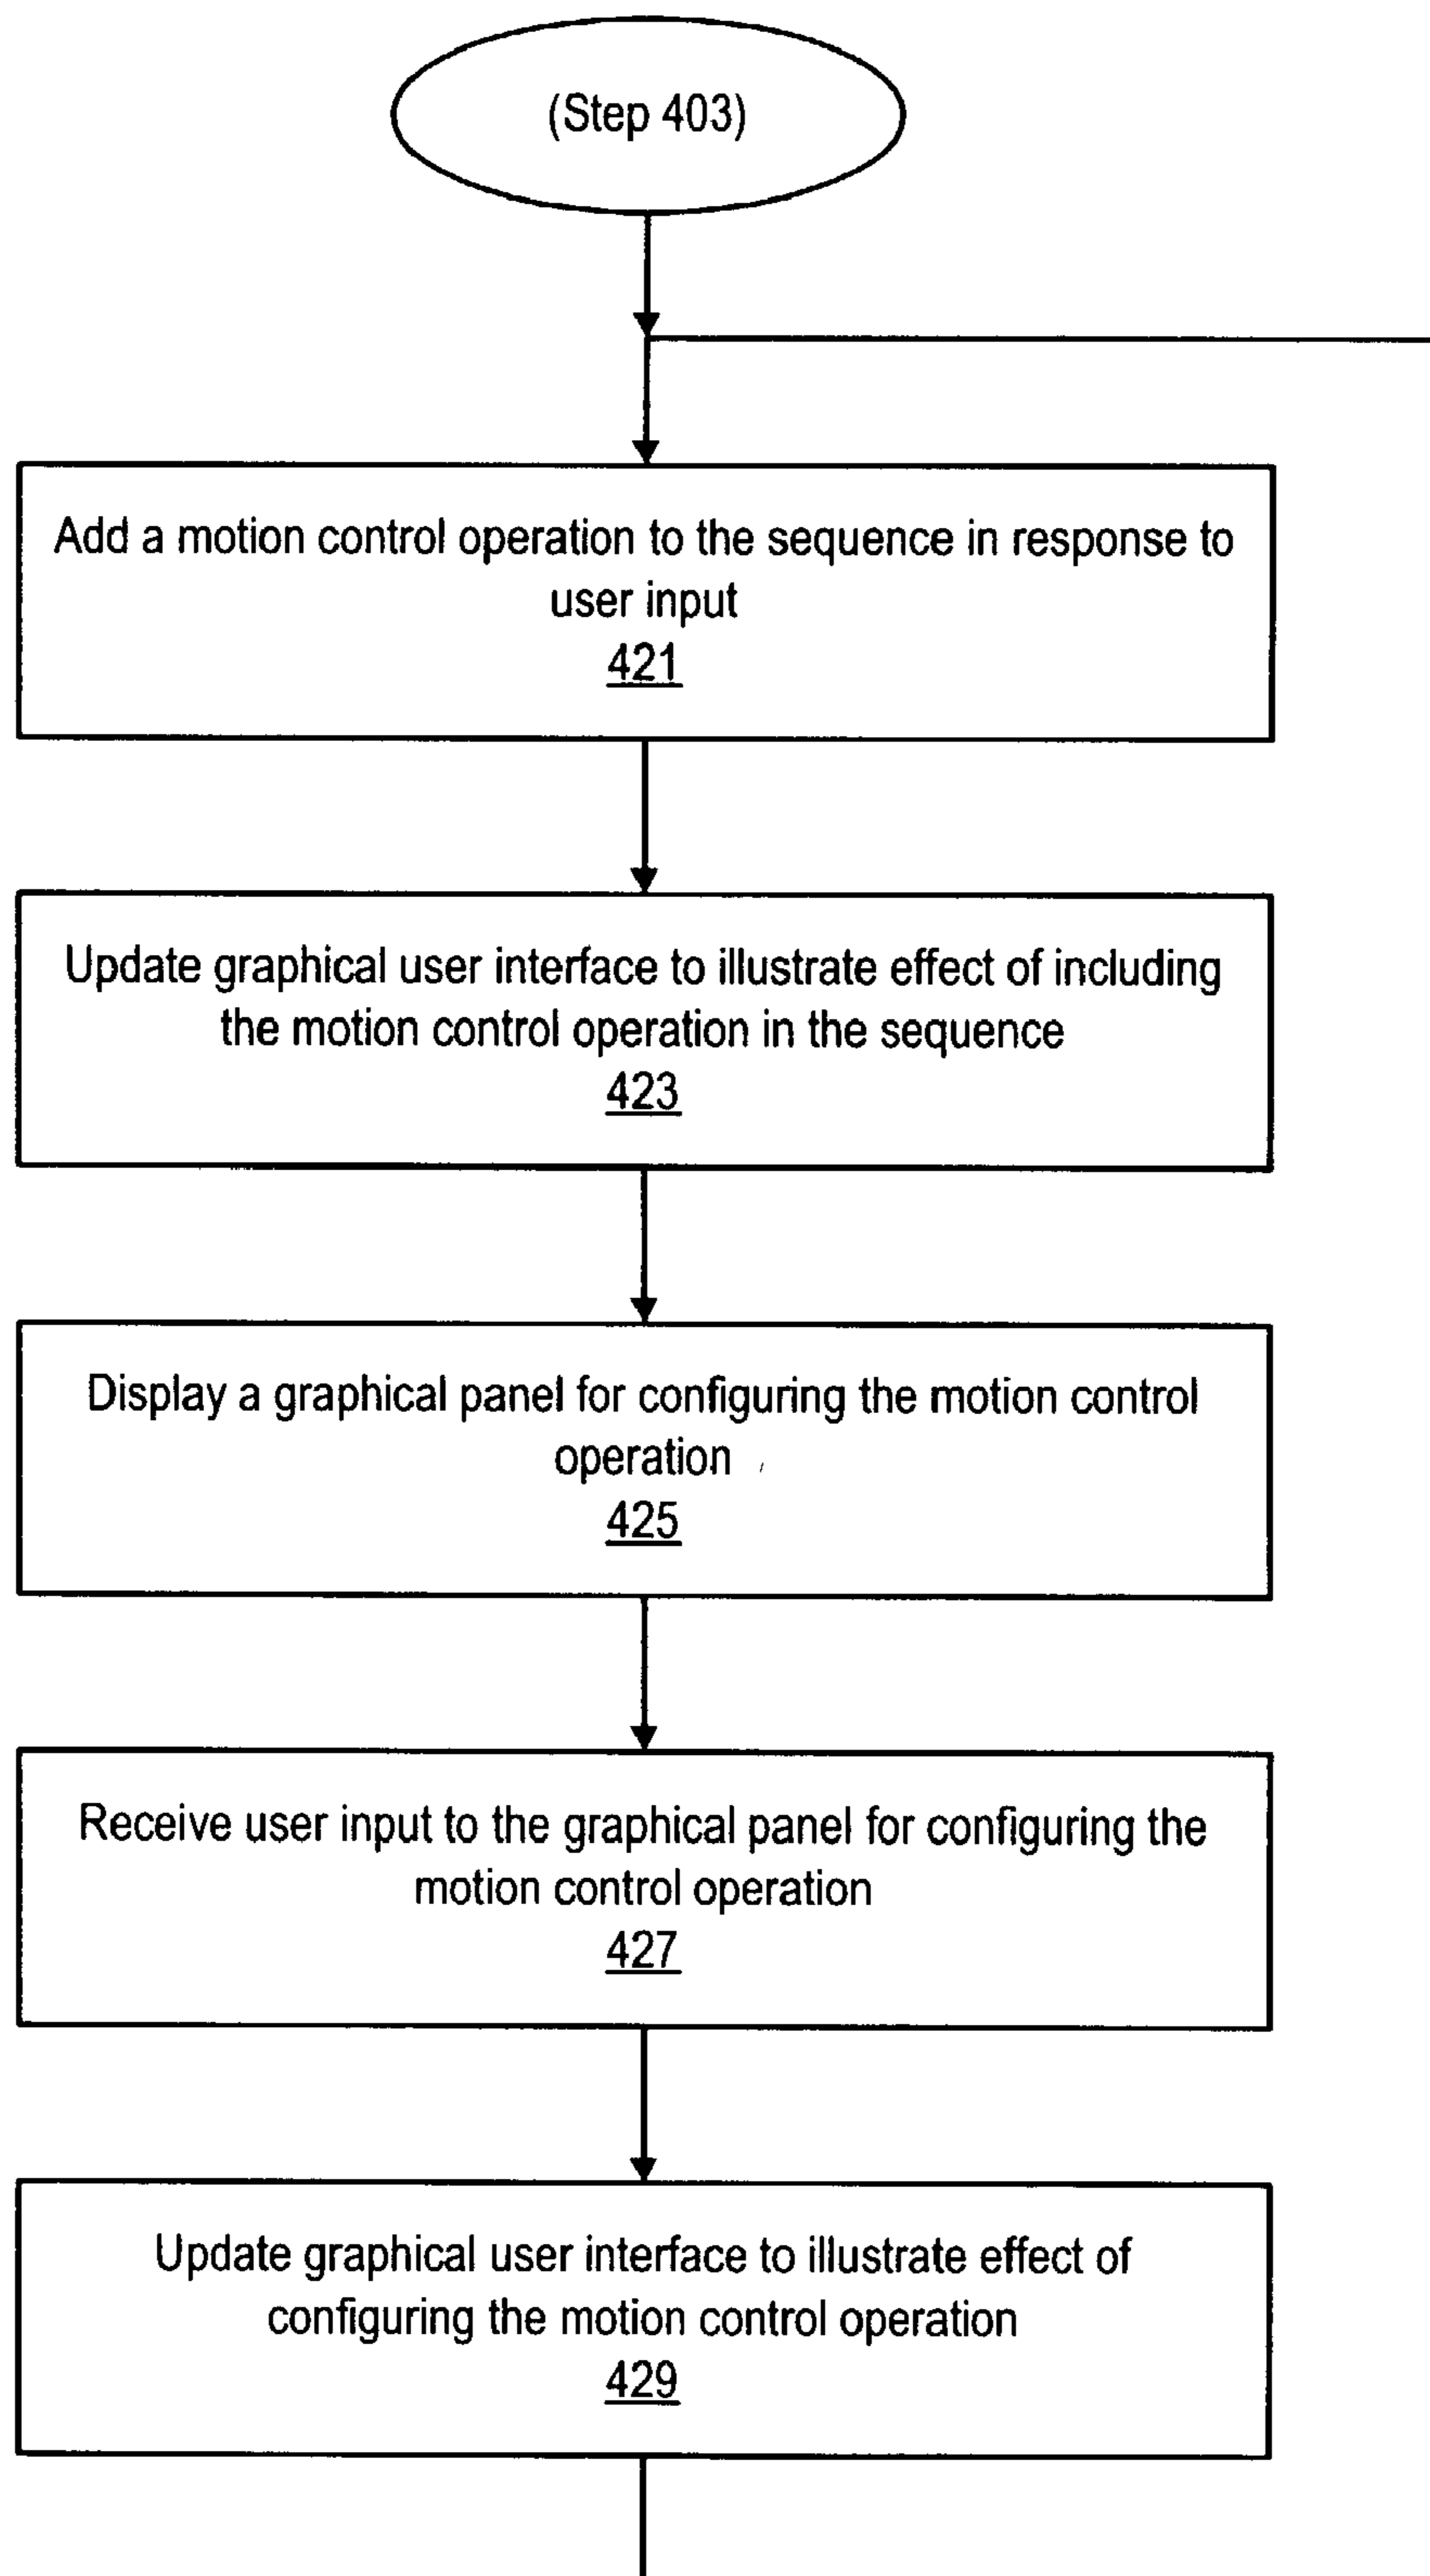 (Step 403)
Add a motion control operation to the sequence in response to
user input
421
Update graphical user interface to illustrate effect of including
the motion control operation in the sequence
423
Display a graphical panel for configuring the motion control
operation
425
Receive user input to the graphical panel for configuring the
motion control operation
427
Update graphical user interface to illustrate effect of
configuring the motion control operation
429